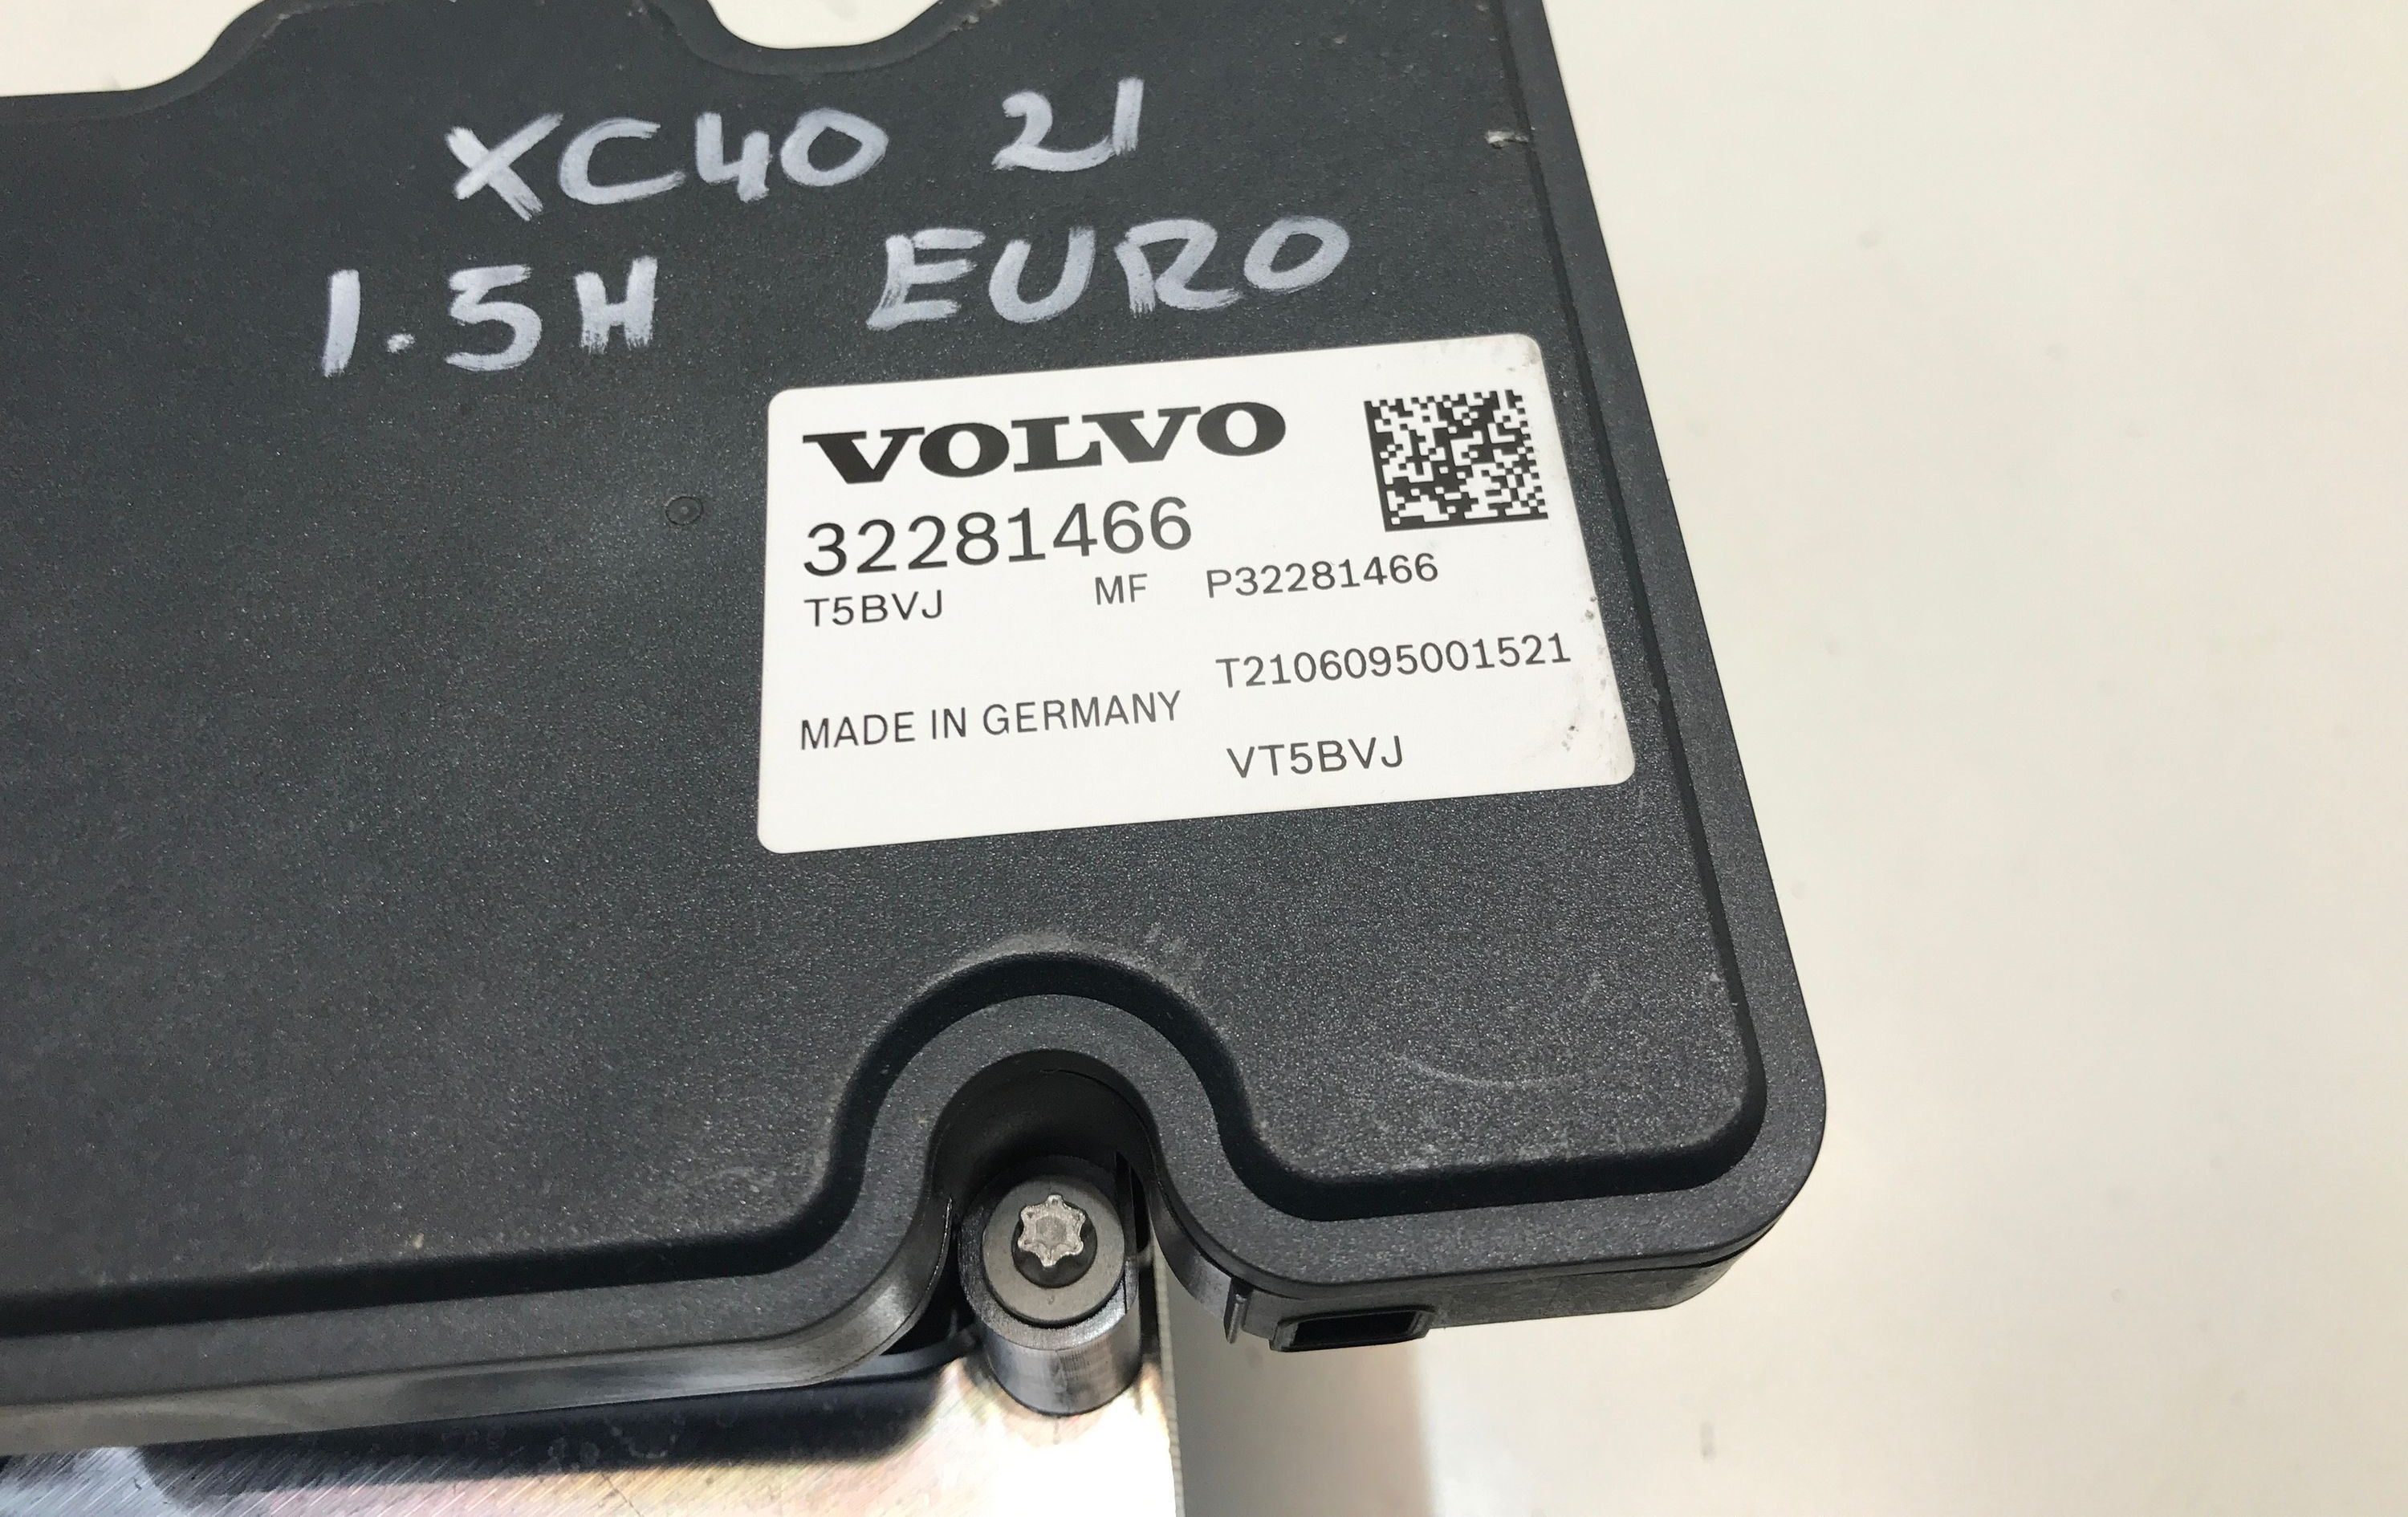 XC40 21
1.5H EURO
VOLVO
32281466
T5BVJ MF P32281466
T2106095001521
MADE IN GERMANY
VT5BVJ